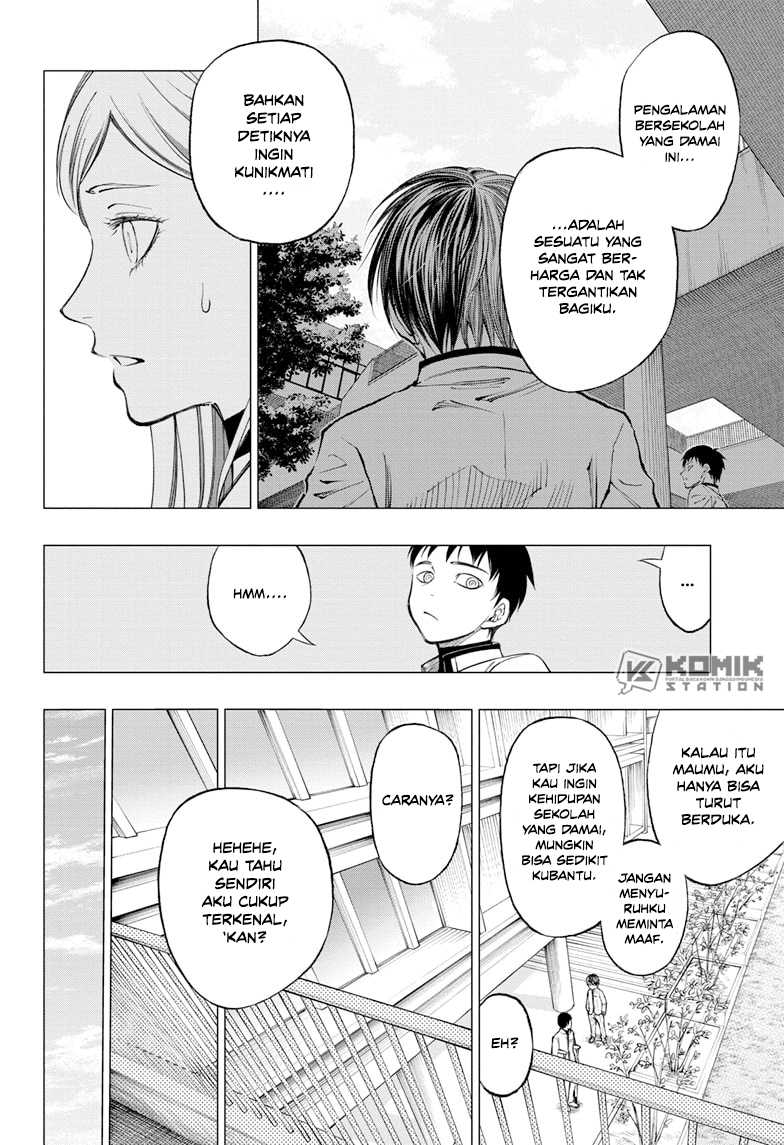 PENGALAMAN
BERSEKOLAH
YANG DAMAI
INI...
...ADALAH
SESUATU YANG
SANGAT BER-
HARGA DAN TAK
TERGANTIKAN
BAGIKU.
BAHKAN
SETIAP
DETIKNYA
INGIN
KUNIKMATI
....
...
HMM....
KOMIK
STATION
KALAU ITU
MAUMU, AKU
HANYA BISA
TURUT
BERDUKA.
JANGAN
MENYU-
RUHKU
MEMINTA
MAAF.
TAPI JIKA
KAU INGIN
KEHIDUPAN
SEKOLAH
YANG DAMAI,
MUNGKIN
BISA SEDIKIT
KUBANTU.
EH?
CARANYA?
HEHEHE,
KAU TAHU
SENDIRI
AKU CUKUP
TERKENAL,
'KAN?